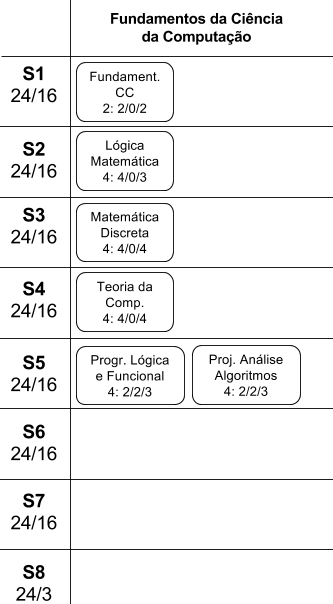 Fundamentos da Ciência
da Computação
S1
24/16
Fundament.
CC
2: 2/0/2
S2
24/16
Lógica
Matemática
4: 4/0/3
S3
24/16
Matemática
Discreta
4: 4/0/4
S4
24/16
Teoria da
Comp.
4: 4/0/4
S5
24/16
Progr. Lógica
e Funcional
4: 2/2/3
Proj. Análise
Algoritmos
4: 2/2/3
S6
24/16
S7
24/16
S8
24/3